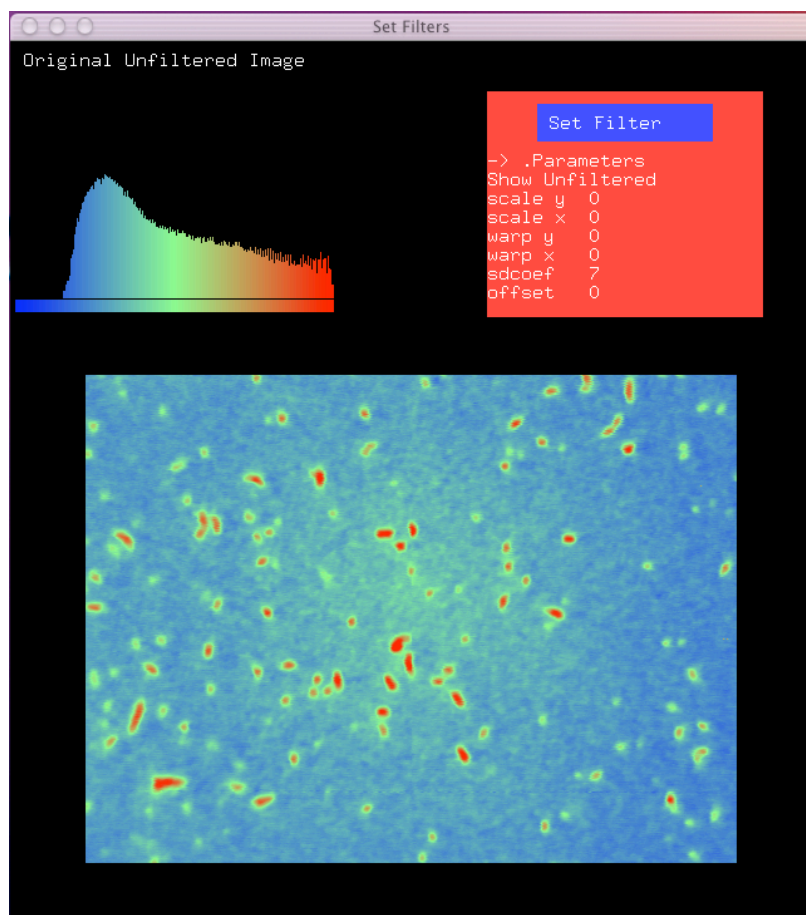 Set Filters
Original Unfiltered Image
Set Filter
-> .Parameters
Show Unfiltered
scale y 0
scale x 0
warp y 0
warp x 0
sdcoef 7
offset 0